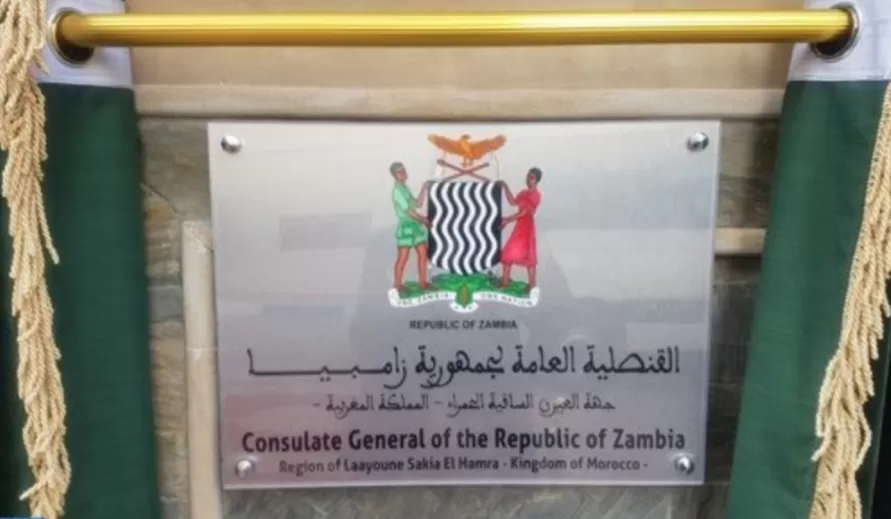 ONE ZAMBIA ONE NATION
REPUBLIC OF ZAMBIA
القنصلية العامة لجمهورية زامبيا
جهة العيون الساقية الحمراء - المملكة المغربية -
Consulate General of the Republic of Zambia
Region of Laayoune Sakia El Hamra - Kingdom of Morocco -